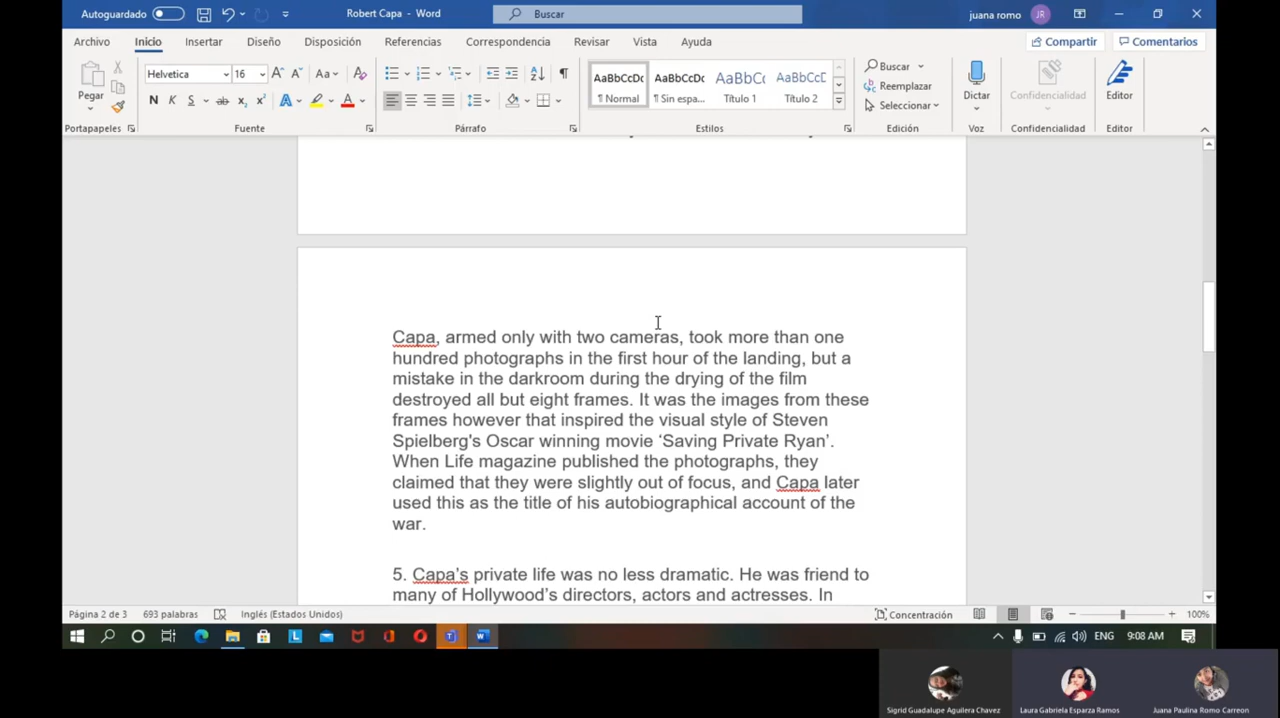 Autoguardado
Robert Capa - Word
Buscar
juana romo
JR
Archivo Inicio Insertar Diseño Disposición Referencias Correspondencia Revisar Vista Ayuda
Compartir Comentarios
Pegar
Helvetica 16
Aa
N K S ab x₂ x²
AaBbCcDc AaBbCcDc AaBbCc AaBbCcC
¶ Normal ¶ Sin espa... Título 1 Título 2
Buscar
Reemplazar
Seleccionar
Dictar
Confidencialidad
Editor
Portapapeles Fuente Párrafo Estilos Edición Voz Confidencialidad Editor
Capa, armed only with two cameras, took more than one
hundred photographs in the first hour of the landing, but a
mistake in the darkroom during the drying of the film
destroyed all but eight frames. It was the images from these
frames however that inspired the visual style of Steven
Spielberg's Oscar winning movie ‘Saving Private Ryan’.
When Life magazine published the photographs, they
claimed that they were slightly out of focus, and Capa later
used this as the title of his autobiographical account of the
war.
5. Capa’s private life was no less dramatic. He was friend to
many of Hollywood’s directors, actors and actresses. In
Página 2 de 3 693 palabras Inglés (Estados Unidos) Concentración 100%
ENG 9:08 AM
Sigrid Guadalupe Aguilera Chavez
Laura Gabriela Esparza Ramos
Juana Paulina Romo Carreon